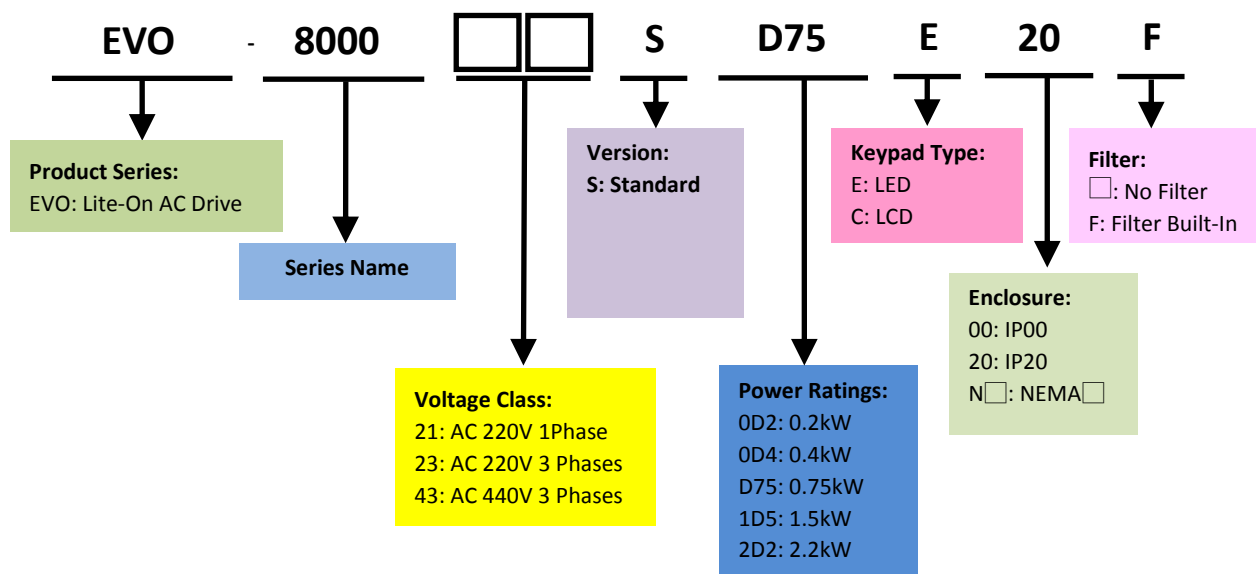 EVO - 8000 □□ S D75 E 20 F
Product Series:
EVO: Lite-On AC Drive
Series Name
Version:
S: Standard
Keypad Type:
E: LED
C: LCD
Filter:
□: No Filter
F: Filter Built-In
Enclosure:
00: IP00
20: IP20
N□: NEMA□
Voltage Class:
21: AC 220V 1Phase
23: AC 220V 3 Phases
43: AC 440V 3 Phases
Power Ratings:
0D2: 0.2kW
0D4: 0.4kW
D75: 0.75kW
1D5: 1.5kW
2D2: 2.2kW